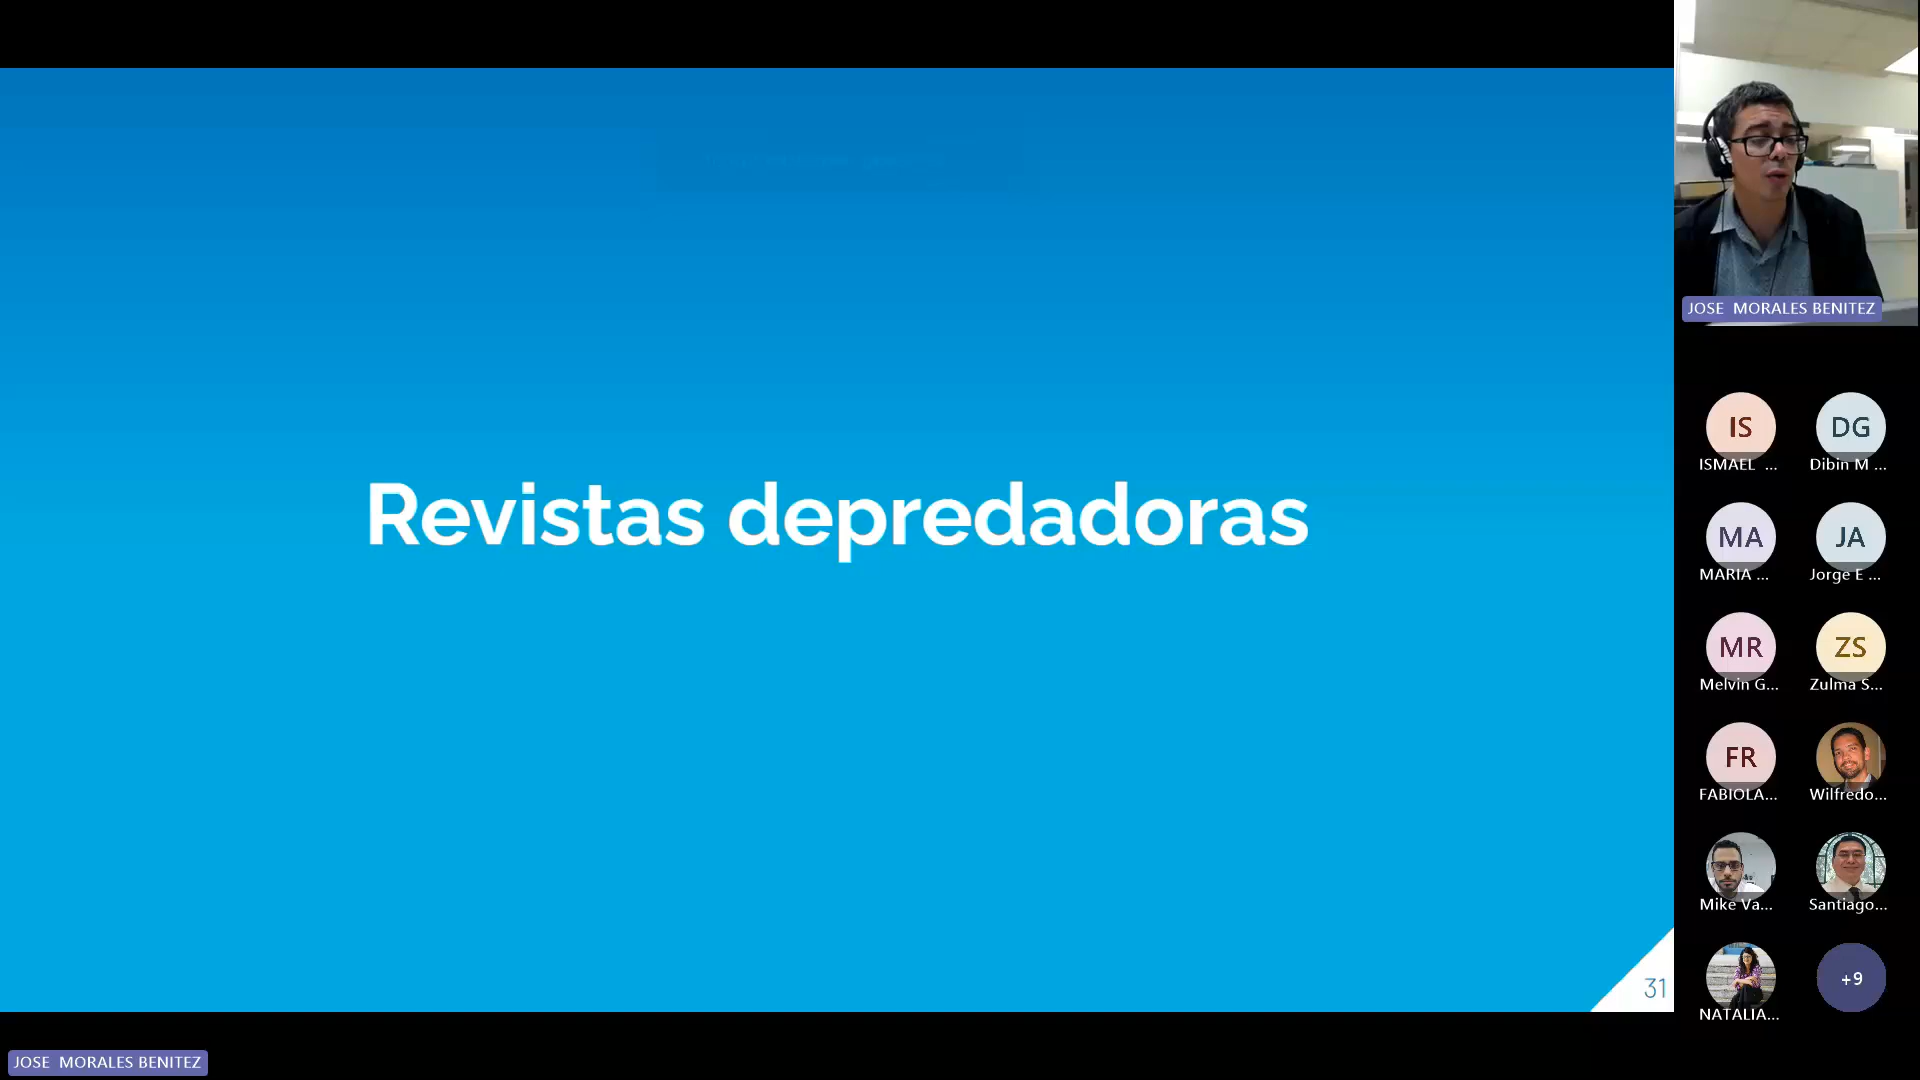 Revistas depredadoras
31
JOSE MORALES BENITEZ
IS
DG
ISMAEL ...
Dibin M ...
MA
JA
MARIA ...
Jorge E ...
MR
ZS
Melvin G...
Zulma S...
FR
FABIOLA...
Wilfredo...
Mike Va...
Santiago...
+9
NATALIA...
JOSE MORALES BENITEZ